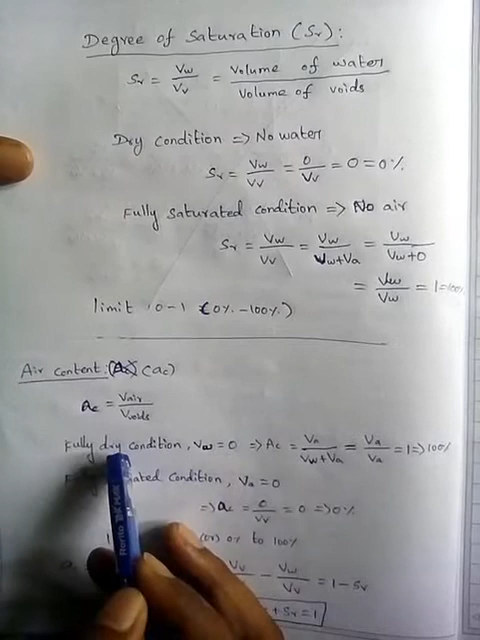 Degree of Saturation (Sr):
Sr = Vw/Vv = Volume of water/Volume of voids
Dry condition => No water
Sr = Vw/Vv = 0/Vv = 0 = 0%
Fully saturated condition => No air
Sr = Vw/Vv = Vw/Vw+Va = Vw/Vw+0
= Vw/Vw = 1 = 100%
limit 0-1 (0% - 100%)
Air content: (ac)
ac = Vair/Vvoids
Fully dry condition, Vw = 0 => Ac = Va/Vw+Va = Va/Va = 1 => 100%
ated condition, Va = 0
=> ac = 0/Vv = 0 => 0%
(or) 0% to 100%
Vv - Vw/Vv = 1 - Sr
+ Sr = 1
Rorito